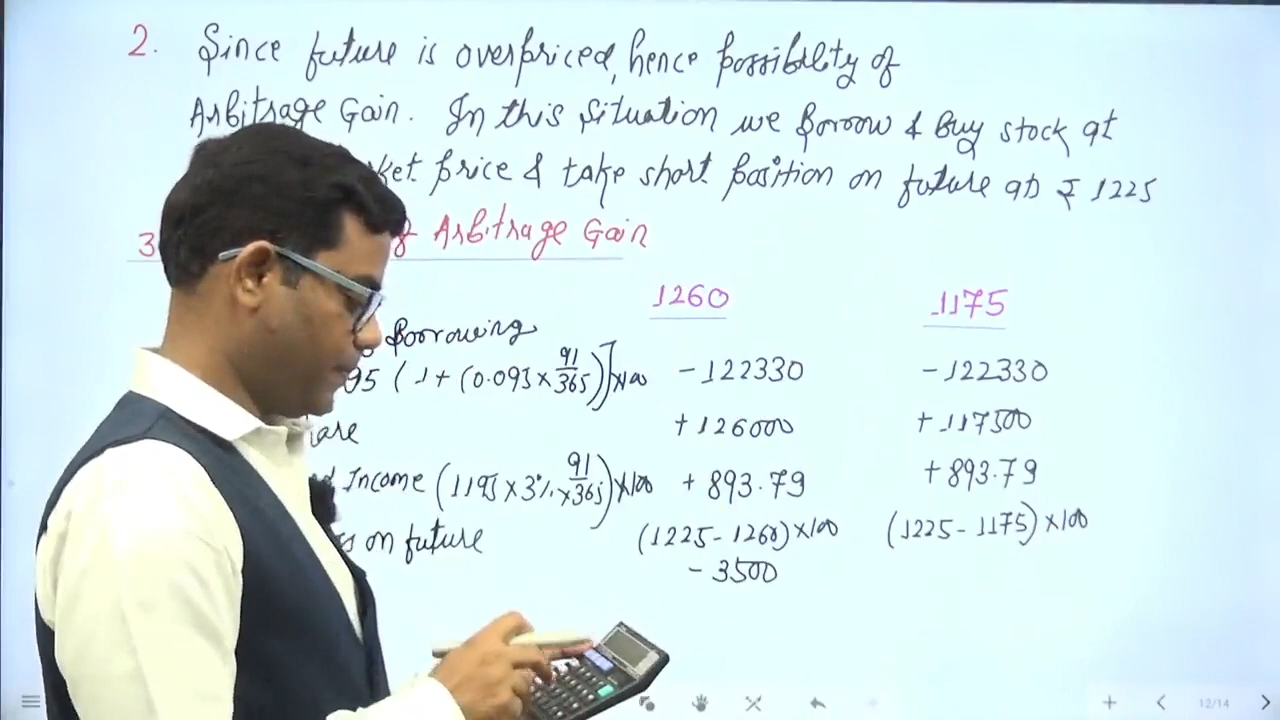 2. Since future is overpriced, hence possibility of
Arbitrage Gain. In this situation we Borrow & Buy stock at
ket price & take short position on future at ₹ 1225
3. of Arbitrage Gain
1260 1175
Borrowing
95 (1 + (0.093 × 91/365))] × 100 - 122330 - 122330
are + 126000 + 117500
Income (1195 × 3% × 91/365) × 100 + 893.79 + 893.79
s on future (1225 - 1260) × 100 (1225 - 1175) × 100
- 3500
12/14